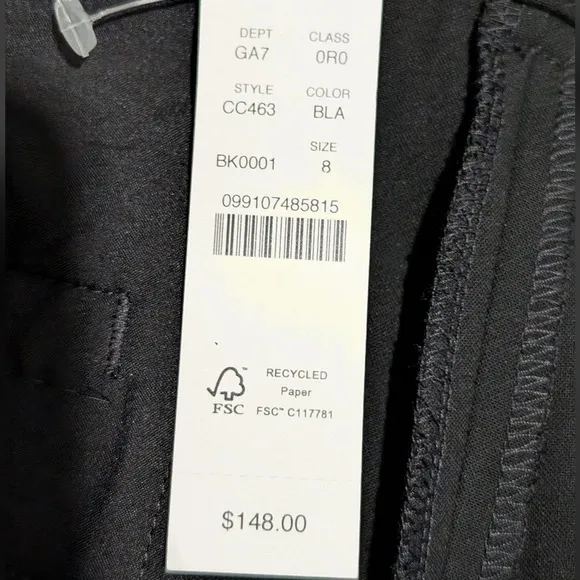 DEPT CLASS
GA7 0R0
STYLE COLOR
CC463 BLA
SIZE
BK0001 8
099107485815
RECYCLED
Paper
FSC FSC™ C117781
$148.00